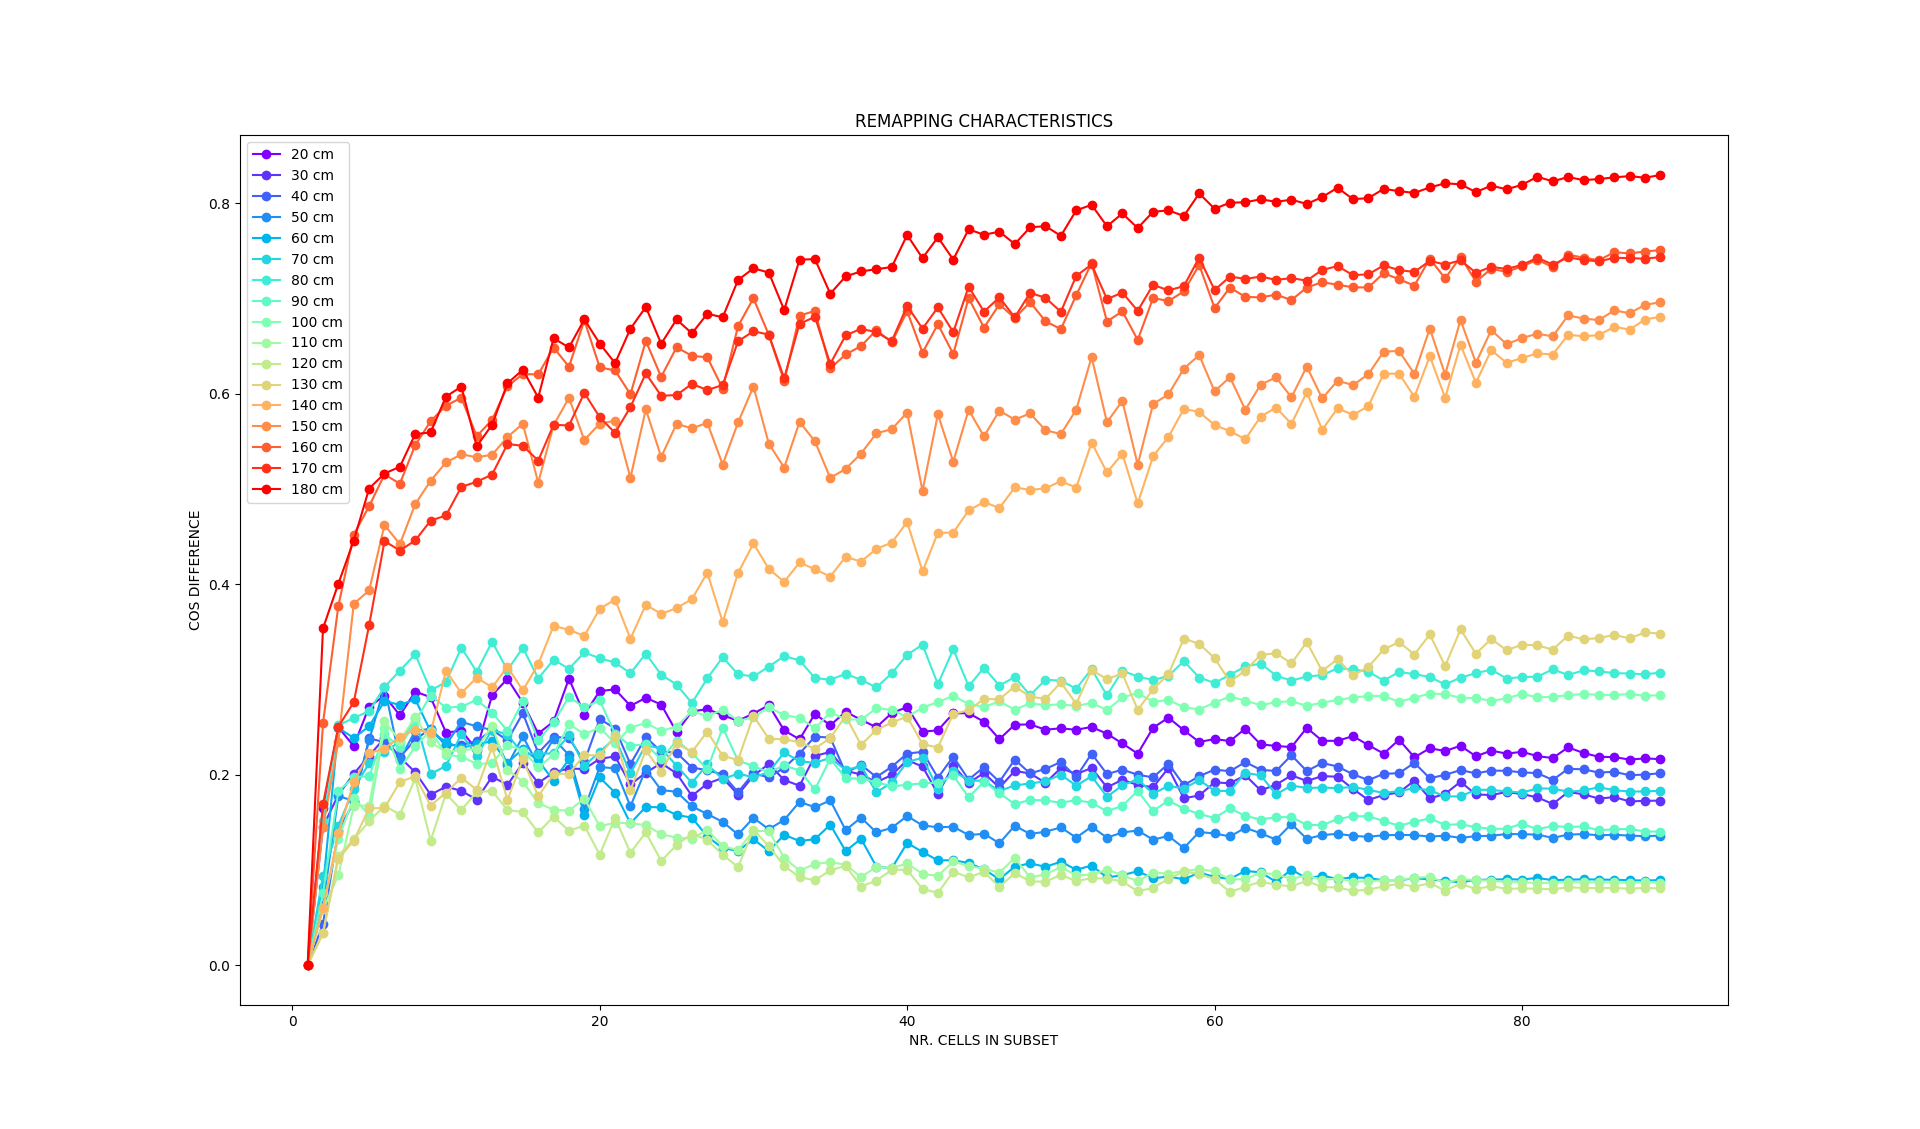 REMAPPING CHARACTERISTICS
20 cm
30 cm
40 cm
50 cm
60 cm
70 cm
80 cm
90 cm
100 cm
110 cm
120 cm
130 cm
140 cm
150 cm
160 cm
170 cm
180 cm
COS DIFFERENCE
0.8
0.6
0.4
0.2
0.0
0 20 40 60 80
NR. CELLS IN SUBSET